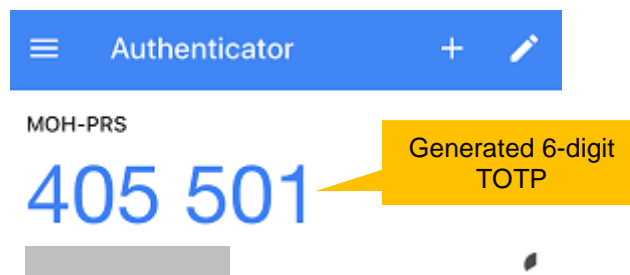 Authenticator
MOH-PRS
405 501
Generated 6-digit
TOTP